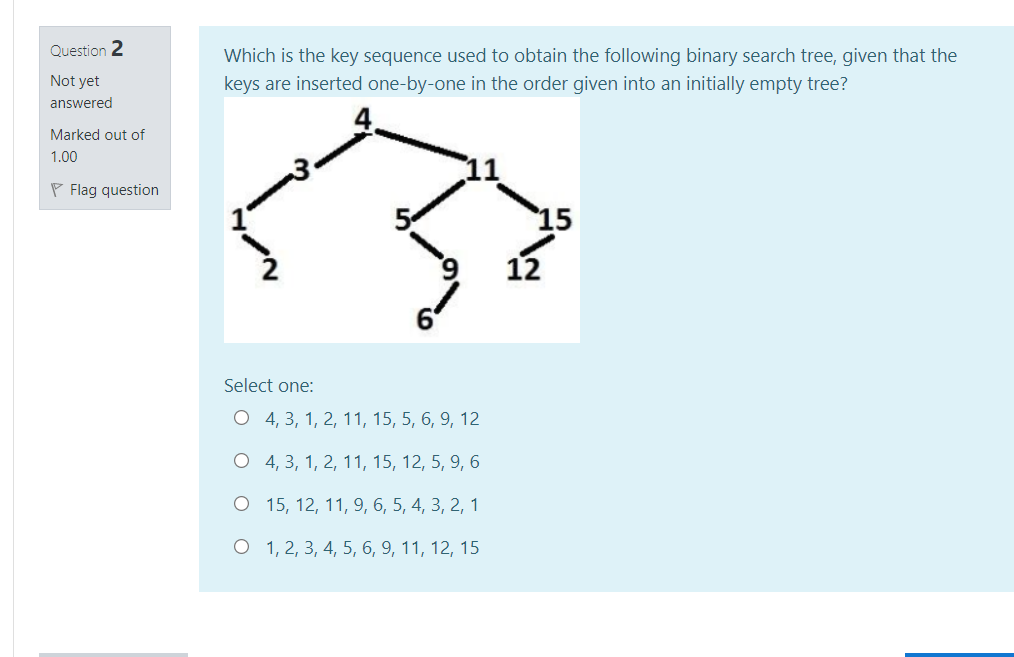 Question 2
Not yet
answered
Marked out of
1.00
Flag question
Which is the key sequence used to obtain the following binary search tree, given that the
keys are inserted one-by-one in the order given into an initially empty tree?
4
3 11
1 5 15
2 9 12
6
Select one:
4, 3, 1, 2, 11, 15, 5, 6, 9, 12
4, 3, 1, 2, 11, 15, 12, 5, 9, 6
15, 12, 11, 9, 6, 5, 4, 3, 2, 1
1, 2, 3, 4, 5, 6, 9, 11, 12, 15